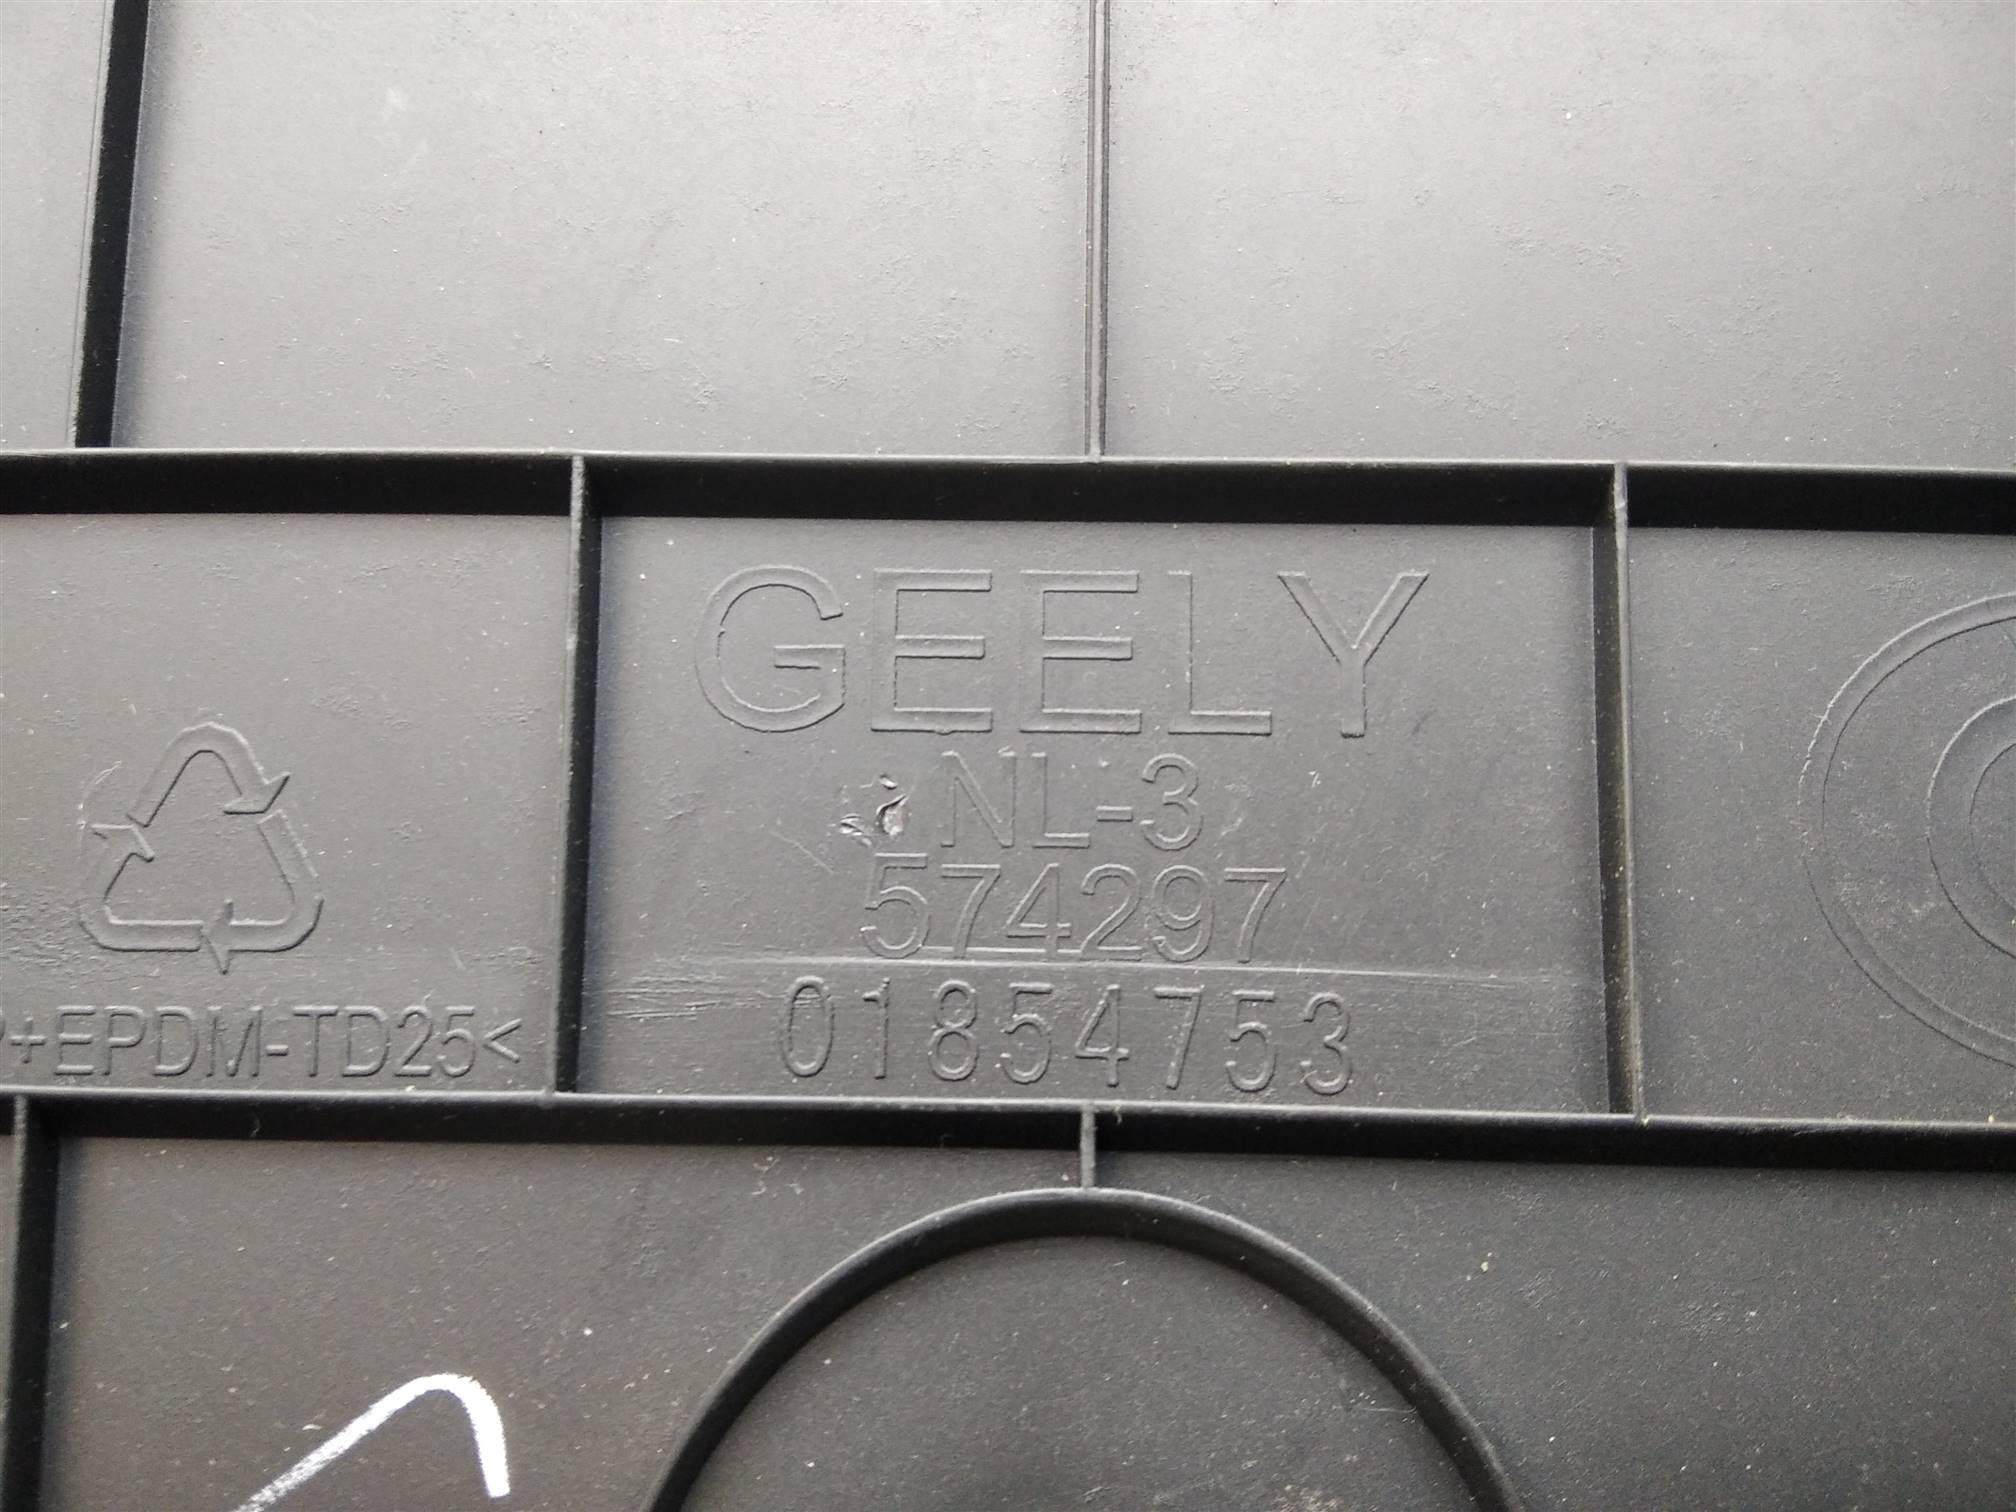 GEELY
NL-3
574297
01854753
+EPDM-TD25<